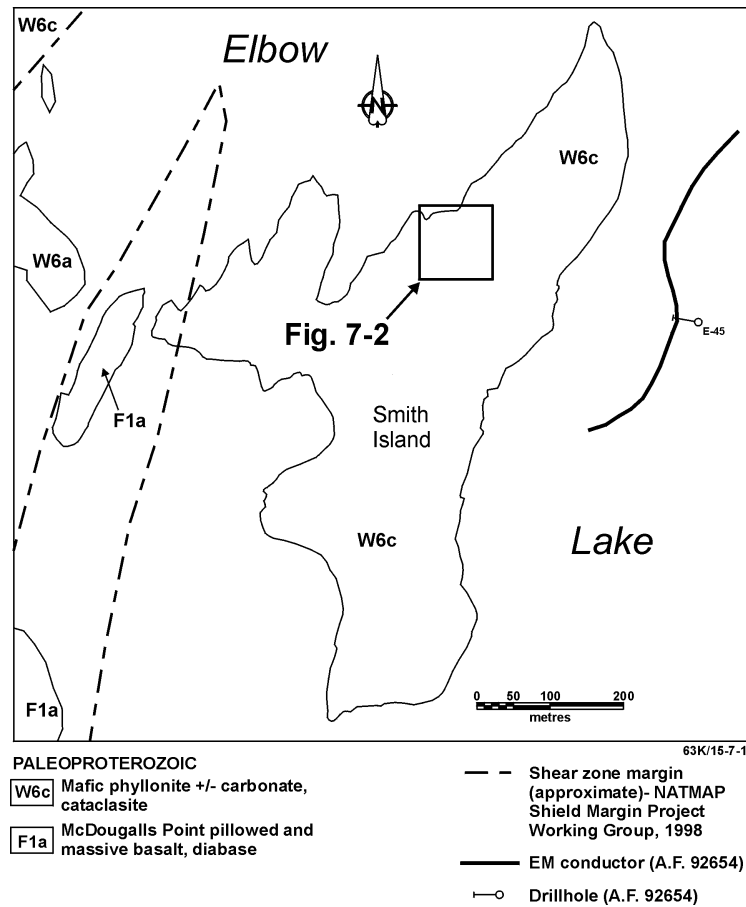 W6c
Elbow
N
W6c
W6a
Fig. 7-2
E-45
F1a
Smith
Island
W6c
Lake
F1a
0 50 100 200
metres
63K/15-7-1
PALEOPROTEROZOIC
W6c Mafic phyllonite +/- carbonate,
cataclasite
F1a McDougalls Point pillowed and
massive basalt, diabase
Shear zone margin
(approximate)- NATMAP
Shield Margin Project
Working Group, 1998
EM conductor (A.F. 92654)
Drillhole (A.F. 92654)